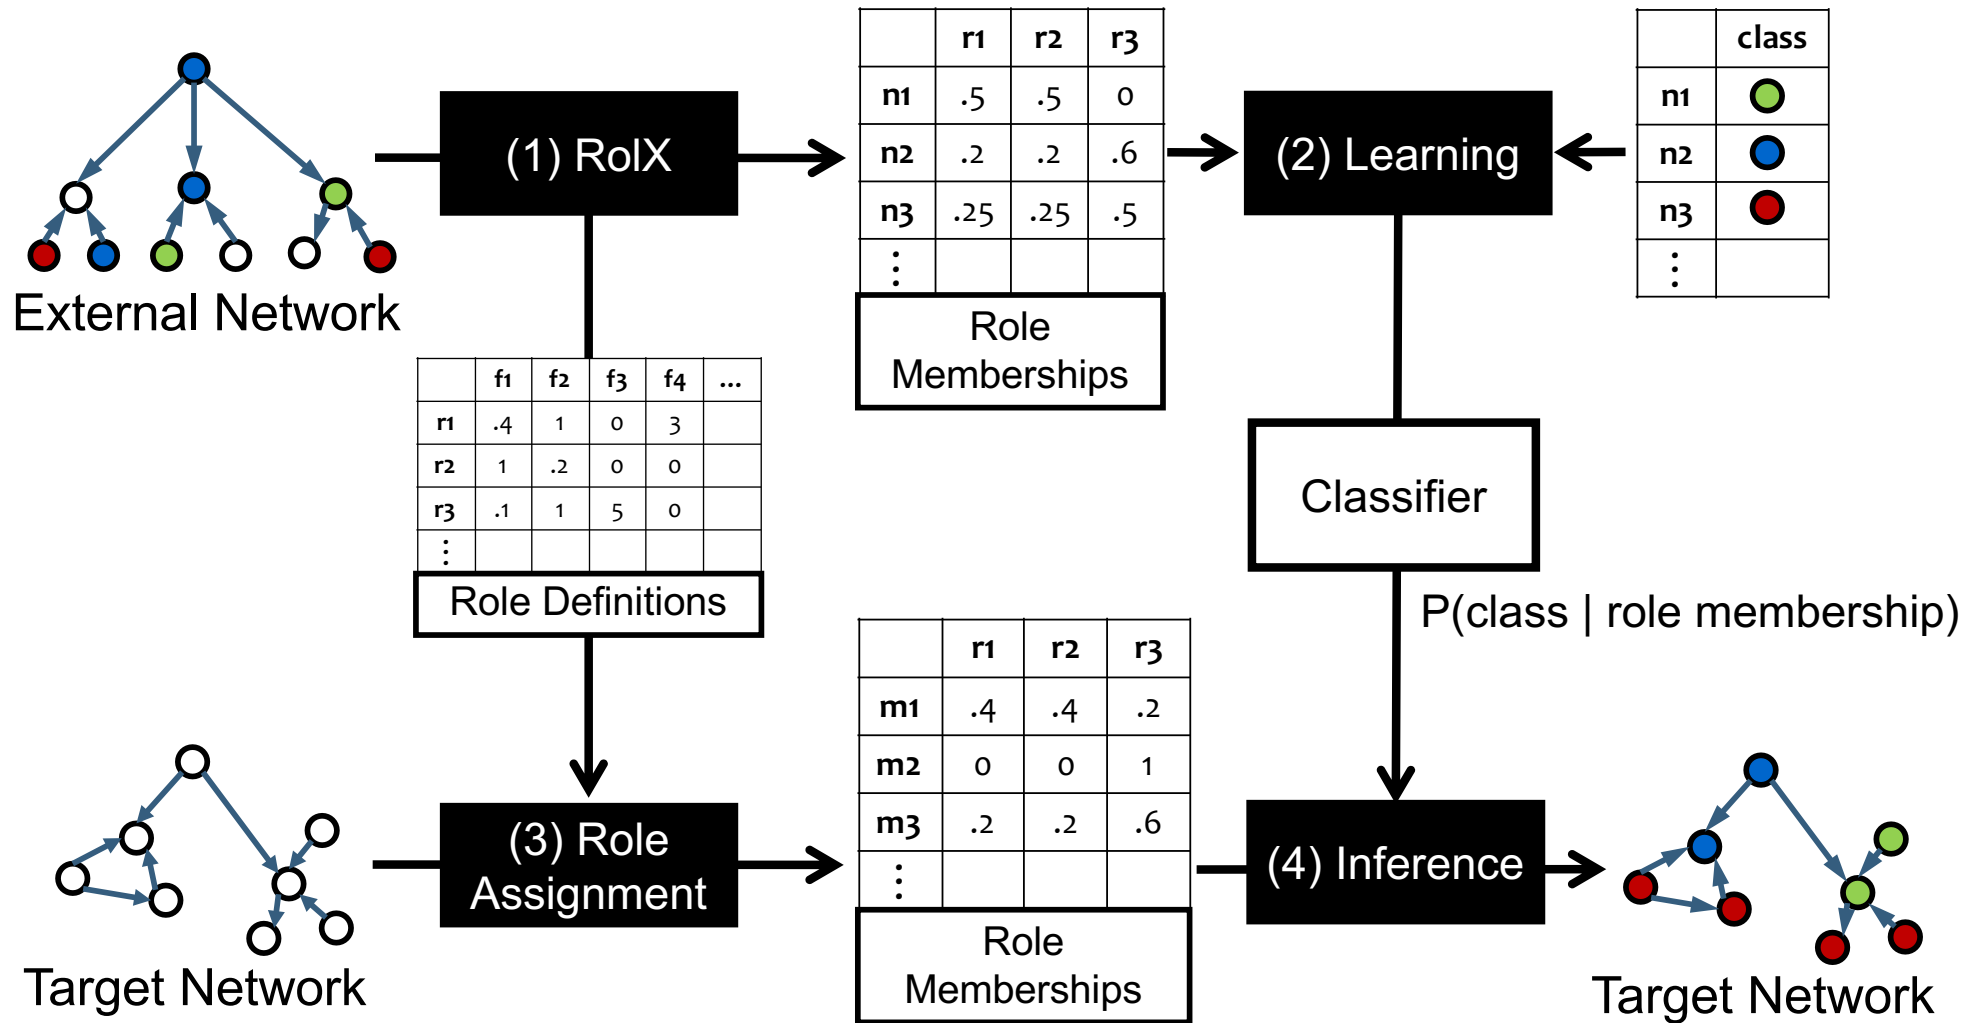 External Network
(1) RolX
r1 r2 r3
n1 .5 .5 0
n2 .2 .2 .6
n3 .25 .25 .5
⋮
Role
Memberships
(2) Learning
class
n1
n2
n3
⋮
f1 f2 f3 f4 ...
r1 .4 1 0 3
r2 1 .2 0 0
r3 .1 1 5 0
⋮
Role Definitions
Classifier
P(class | role membership)
Target Network
(3) Role
Assignment
r1 r2 r3
m1 .4 .4 .2
m2 0 0 1
m3 .2 .2 .6
⋮
Role
Memberships
(4) Inference
Target Network